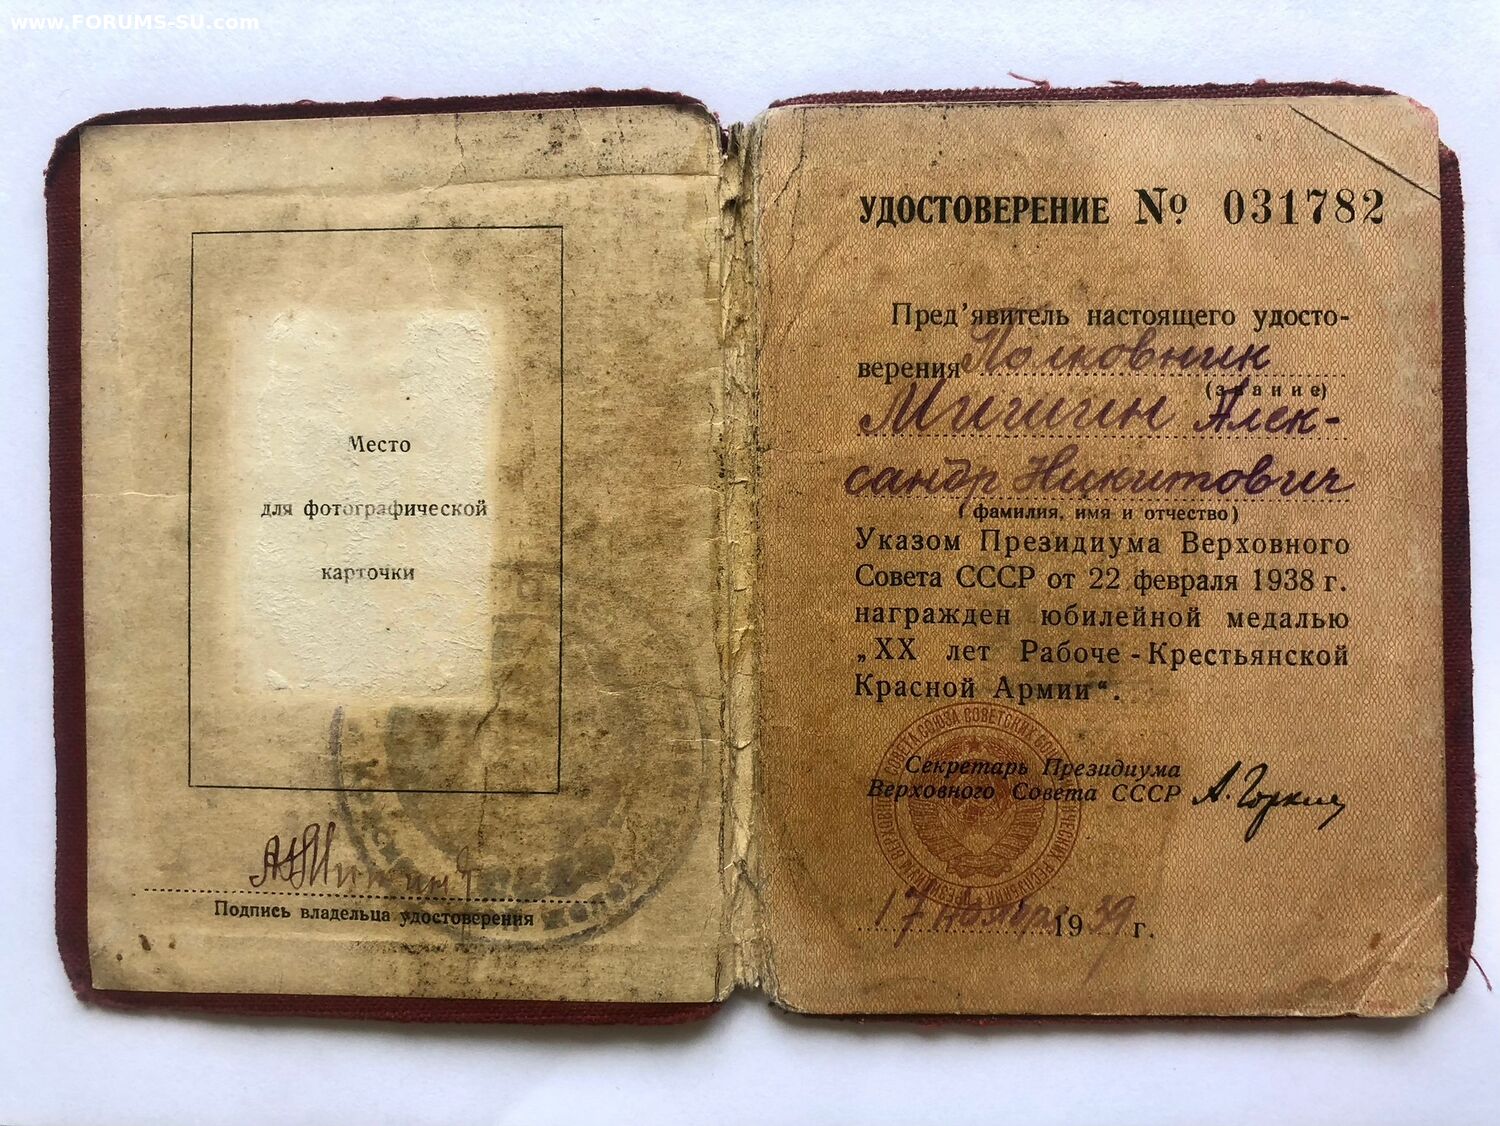 www.FORUMS-SU.com
Место
для фотографической
карточки
Подпись владельца удостоверения
УДОСТОВЕРЕНИЕ № 031782
Пред'явитель настоящего удосто-
верения Полковник
(звание)
Мишин Алек-
сандр Никитович
(фамилия, имя и отчество)
Указом Президиума Верховного
Совета СССР от 22 февраля 1938 г.
награжден юбилейной медалью
„XX лет Рабоче-Крестьянской
Красной Армии“.
Секретарь Президиума
Верховного Совета СССР А. Горкин
17 ноября 1939 г.